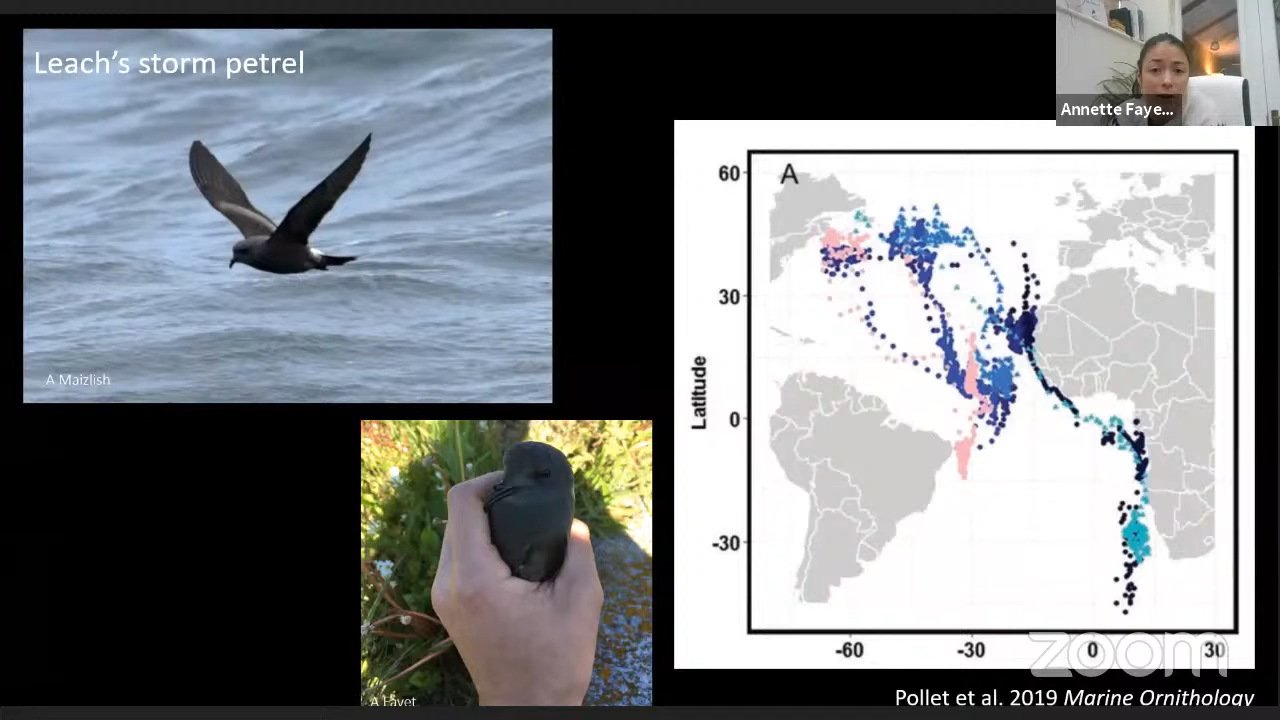 Leach's storm petrel
A Maizlish
Annette Faye...
A
60
30
0
-30
Latitude
-60
-30
0
30
zoom
A Fayet
Pollet et al. 2019 Marine Ornithology